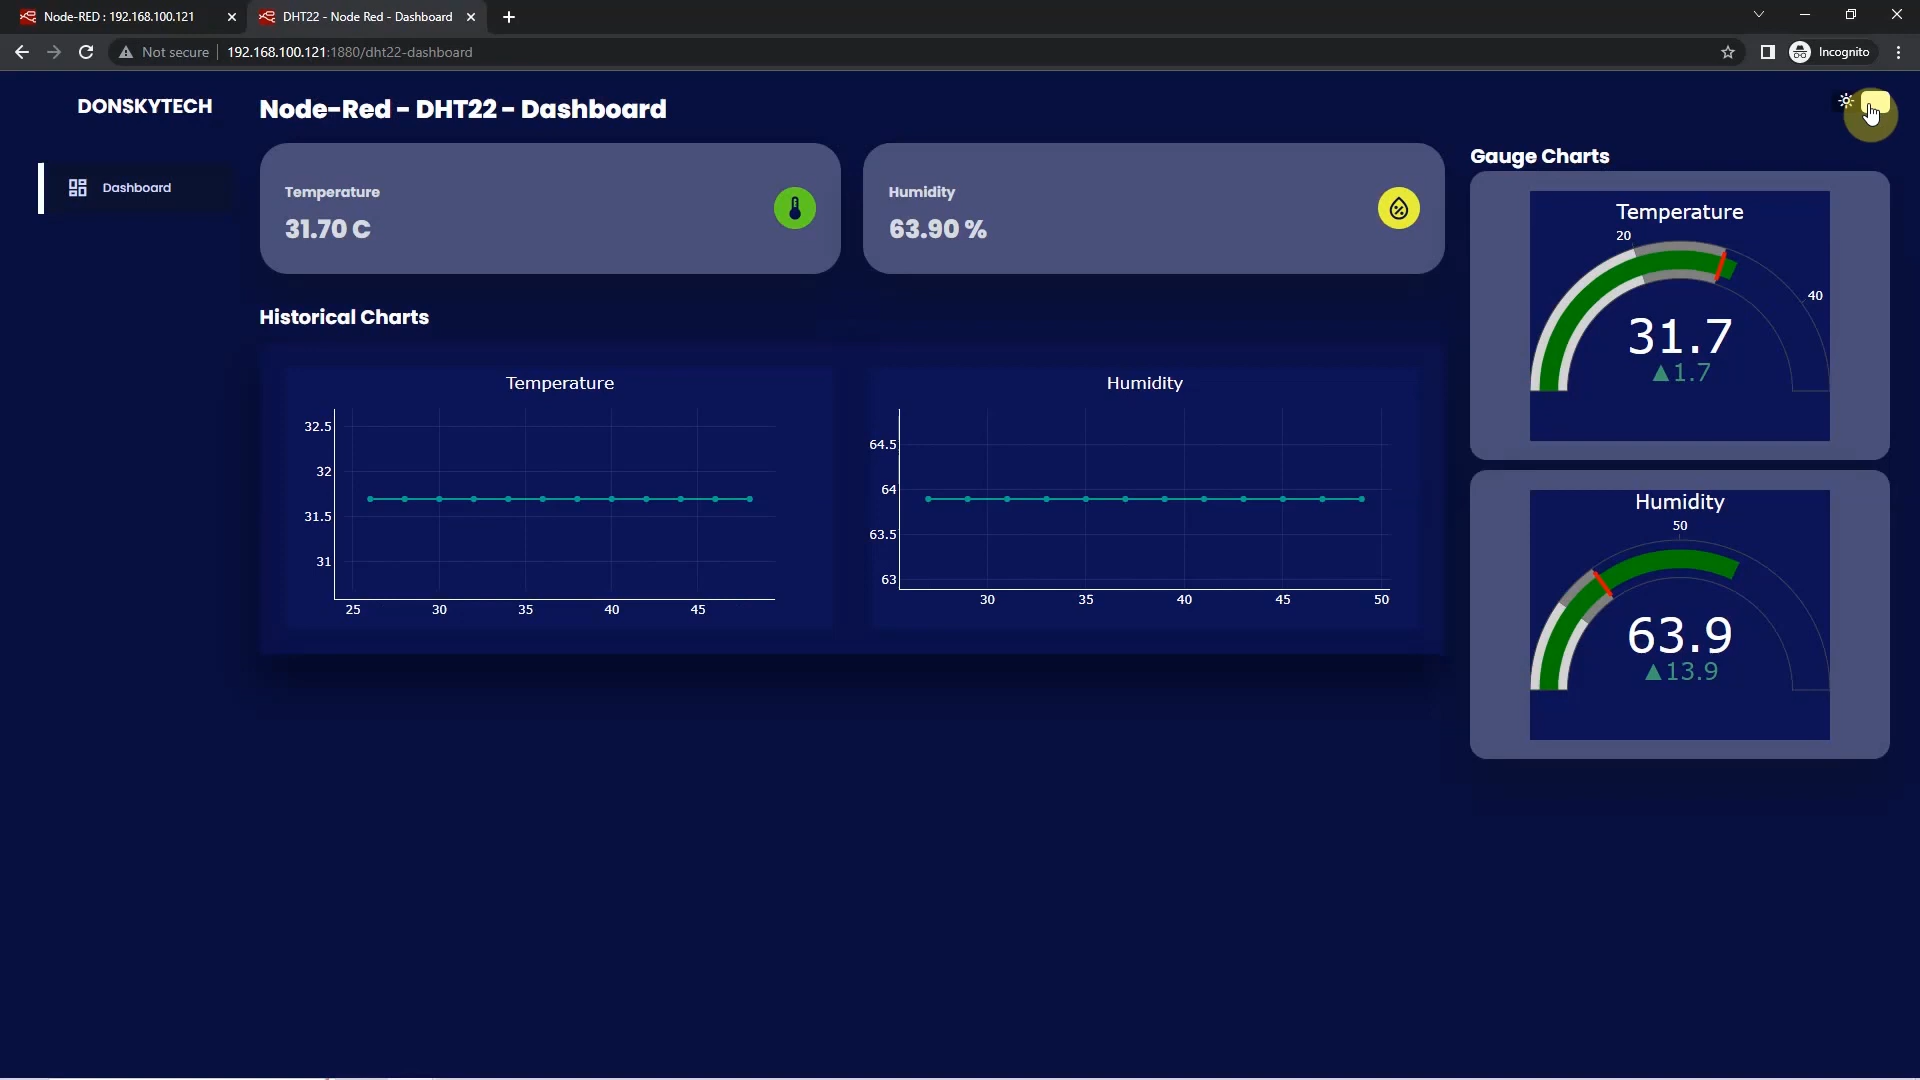 Node-RED : 192.168.100.121
DHT22 - Node Red - Dashboard
Not secure
192.168.100.121:1880/dht22-dashboard
Incognito
DONSKYTECH
Dashboard
Node-Red - DHT22 - Dashboard
Temperature
31.70 C
Humidity
63.90 %
Historical Charts
Temperature
32.5
32
31.5
31
25 30 35 40 45
Humidity
64.5
64
63.5
63
30 35 40 45 50
Gauge Charts
Temperature
20
40
31.7
▲1.7
Humidity
50
63.9
▲13.9